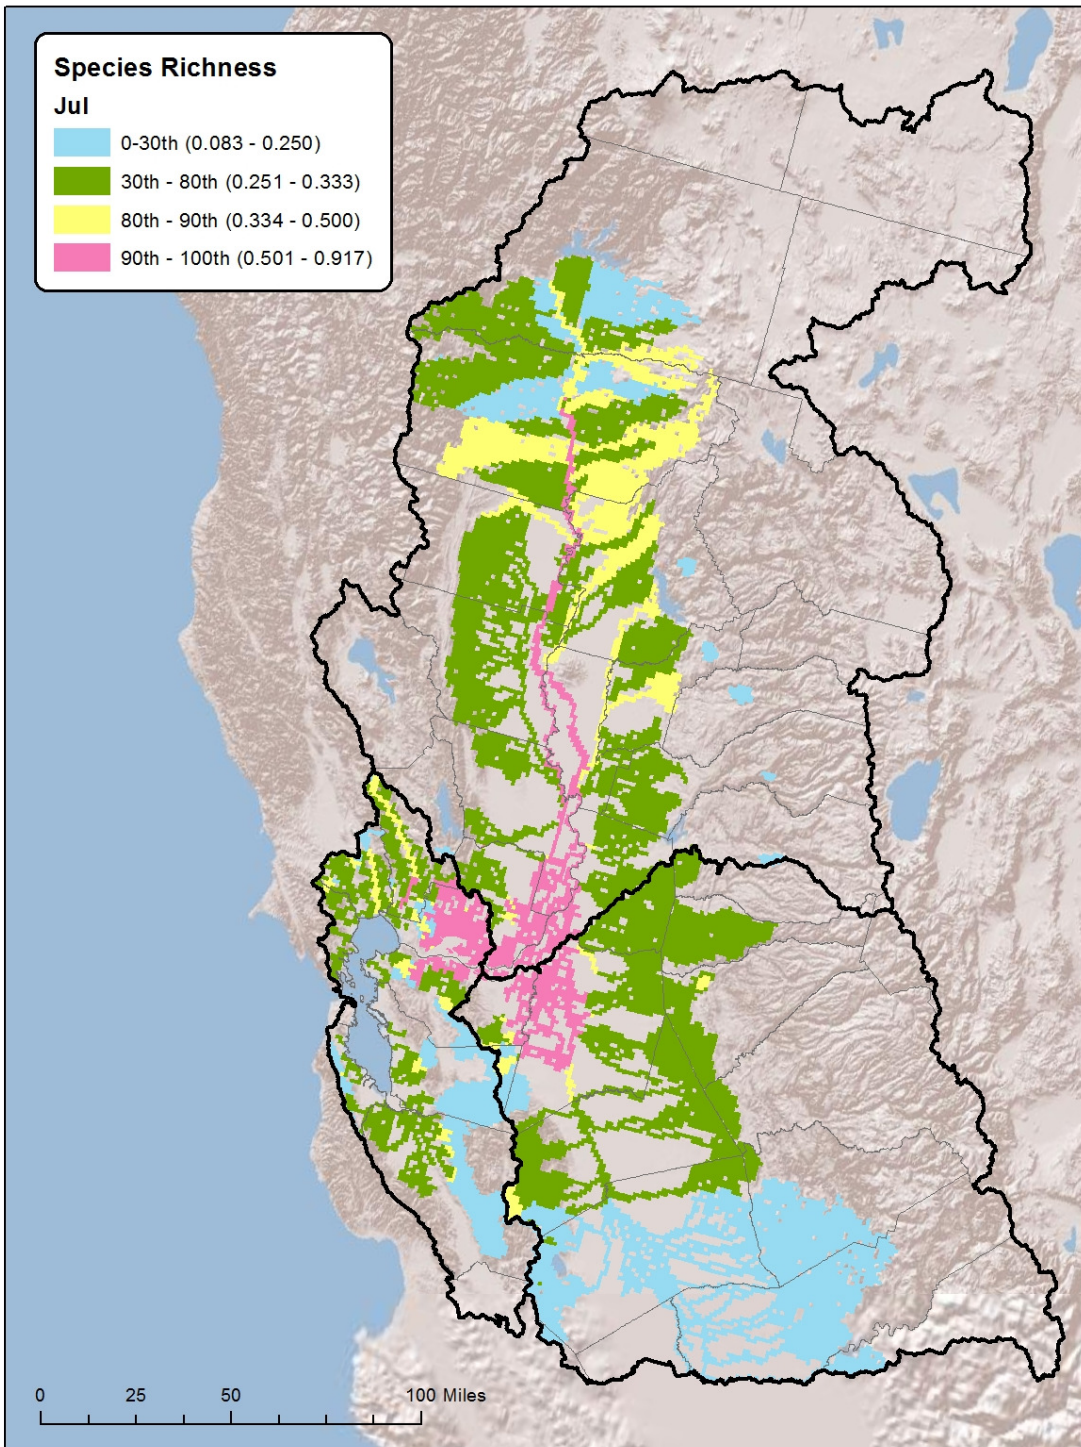 Species Richness
Jul
0-30th (0.083 - 0.250)
30th - 80th (0.251 - 0.333)
80th - 90th (0.334 - 0.500)
90th - 100th (0.501 - 0.917)
0 25 50 100 Miles